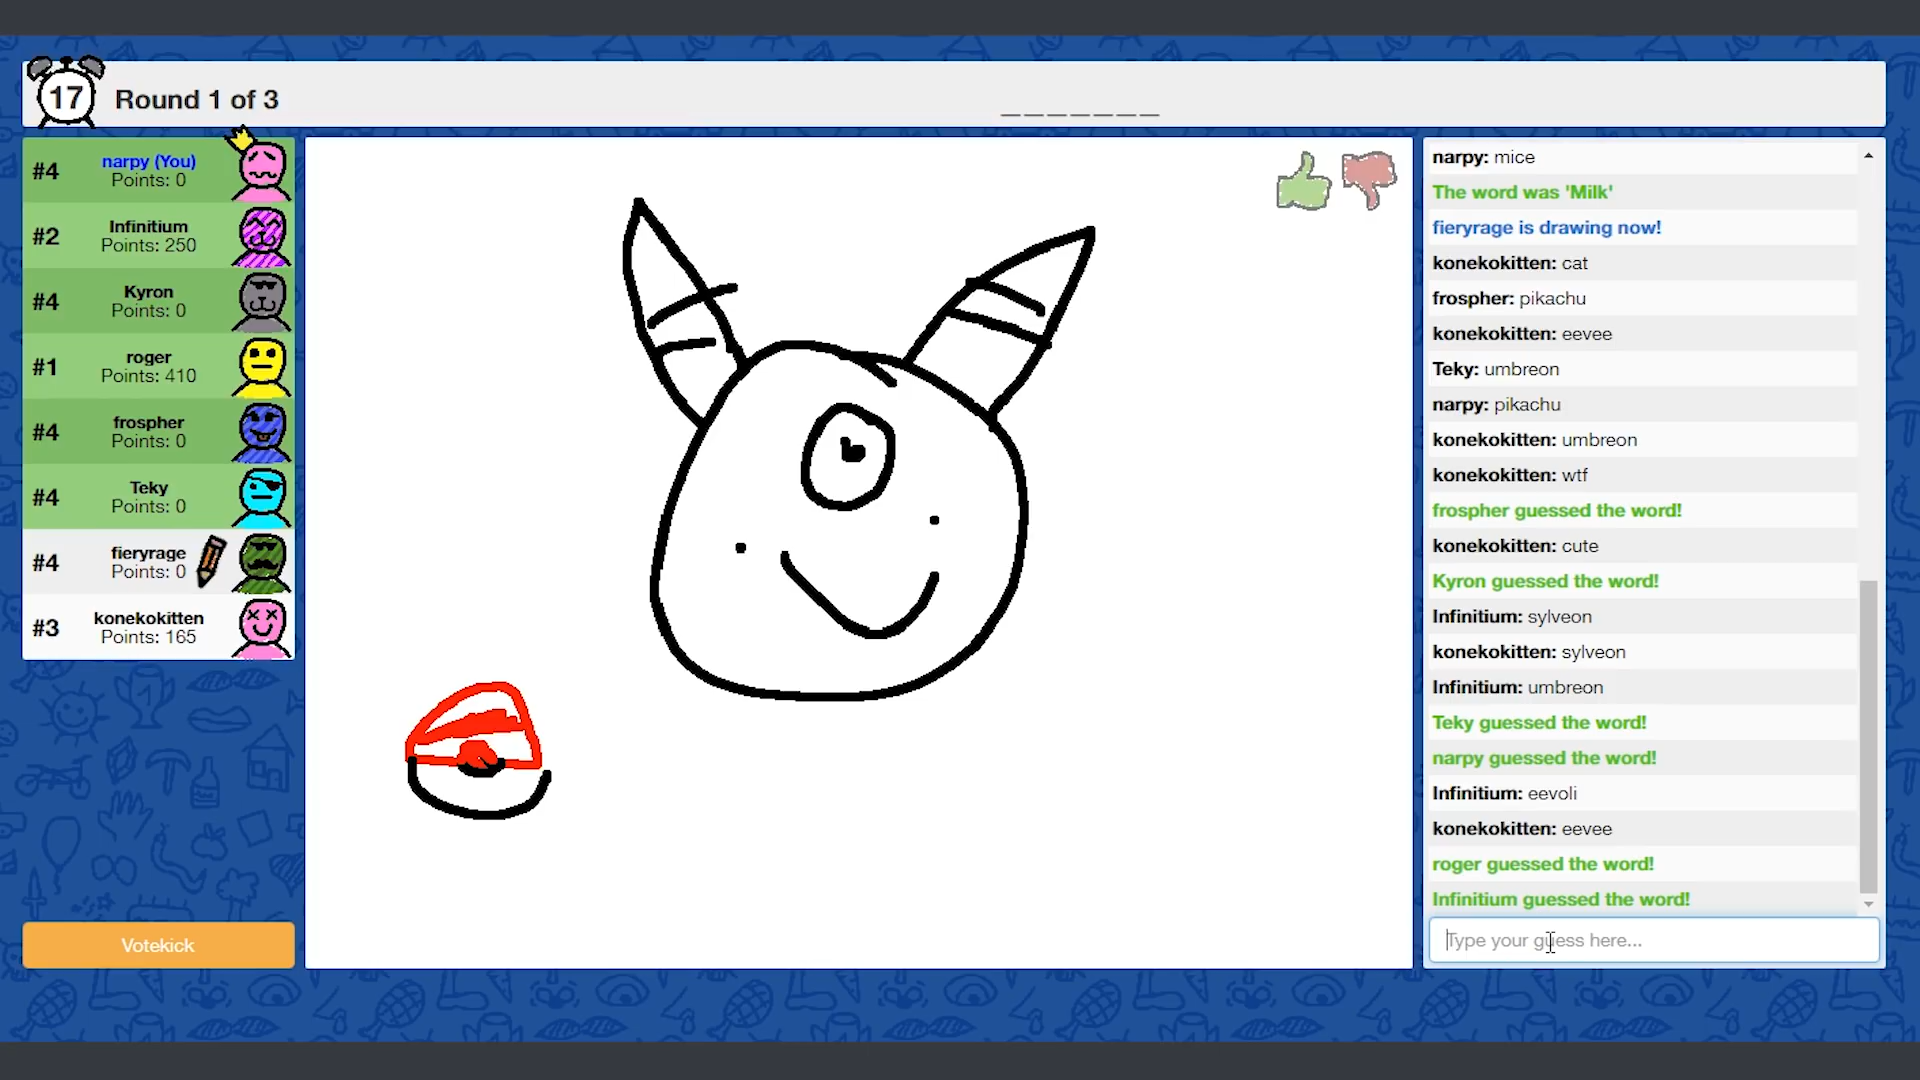 17
Round 1 of 3
_ _ _ _ _ _ _
#4
narpy (You)
Points: 0
#2
Infinitium
Points: 250
#4
Kyron
Points: 0
#1
roger
Points: 410
#4
frospher
Points: 0
#4
Teky
Points: 0
#4
fieryrage
Points: 0
#3
konekokitten
Points: 165
Votekick
narpy: mice
The word was 'Milk'
fieryrage is drawing now!
konekokitten: cat
frospher: pikachu
konekokitten: eevee
Teky: umbreon
narpy: pikachu
konekokitten: umbreon
konekokitten: wtf
frospher guessed the word!
konekokitten: cute
Kyron guessed the word!
Infinitium: sylveon
konekokitten: sylveon
Infinitium: umbreon
Teky guessed the word!
narpy guessed the word!
Infinitium: eevoli
konekokitten: eevee
roger guessed the word!
Infinitium guessed the word!
Type your guess here...